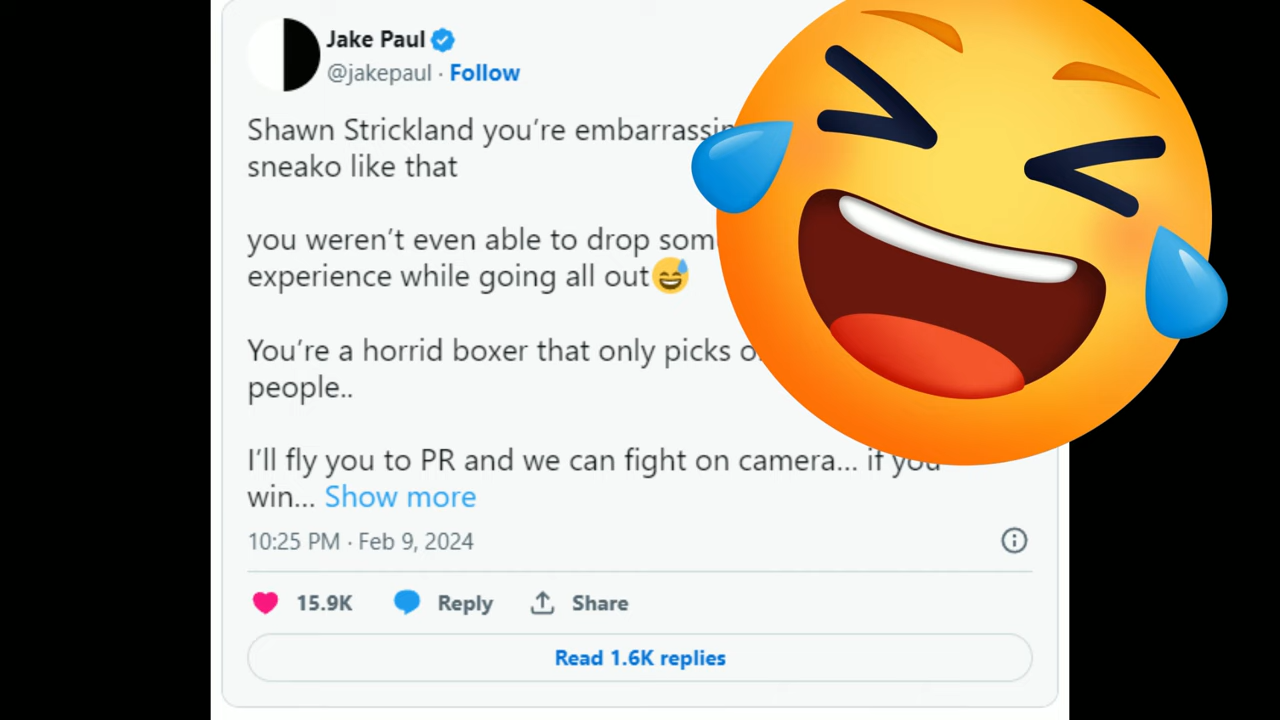 Jake Paul
@jakepaul · Follow
Shawn Strickland you’re
sneako like that
you weren’t even able to drop
experience while going all out😅
You’re a horrid boxer that only picks
people..
I’ll fly you to PR and we can fight on camera... if you
win... Show more
10:25 PM · Feb 9, 2024
15.9K Reply Share
Read 1.6K replies